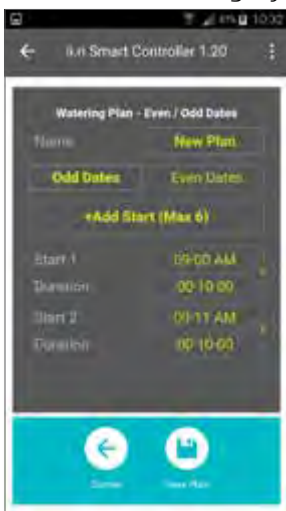 41% 10:32
Smart Controller 1.20
Watering Plan - Even / Odd Dates
Name New Plan
Odd Dates Even Dates
+Add Start (Max 6)
Start 1 09-00 AM
Duration 00-10-00
Start 2 09-11 AM
Duration 00-10-00
Save Plan